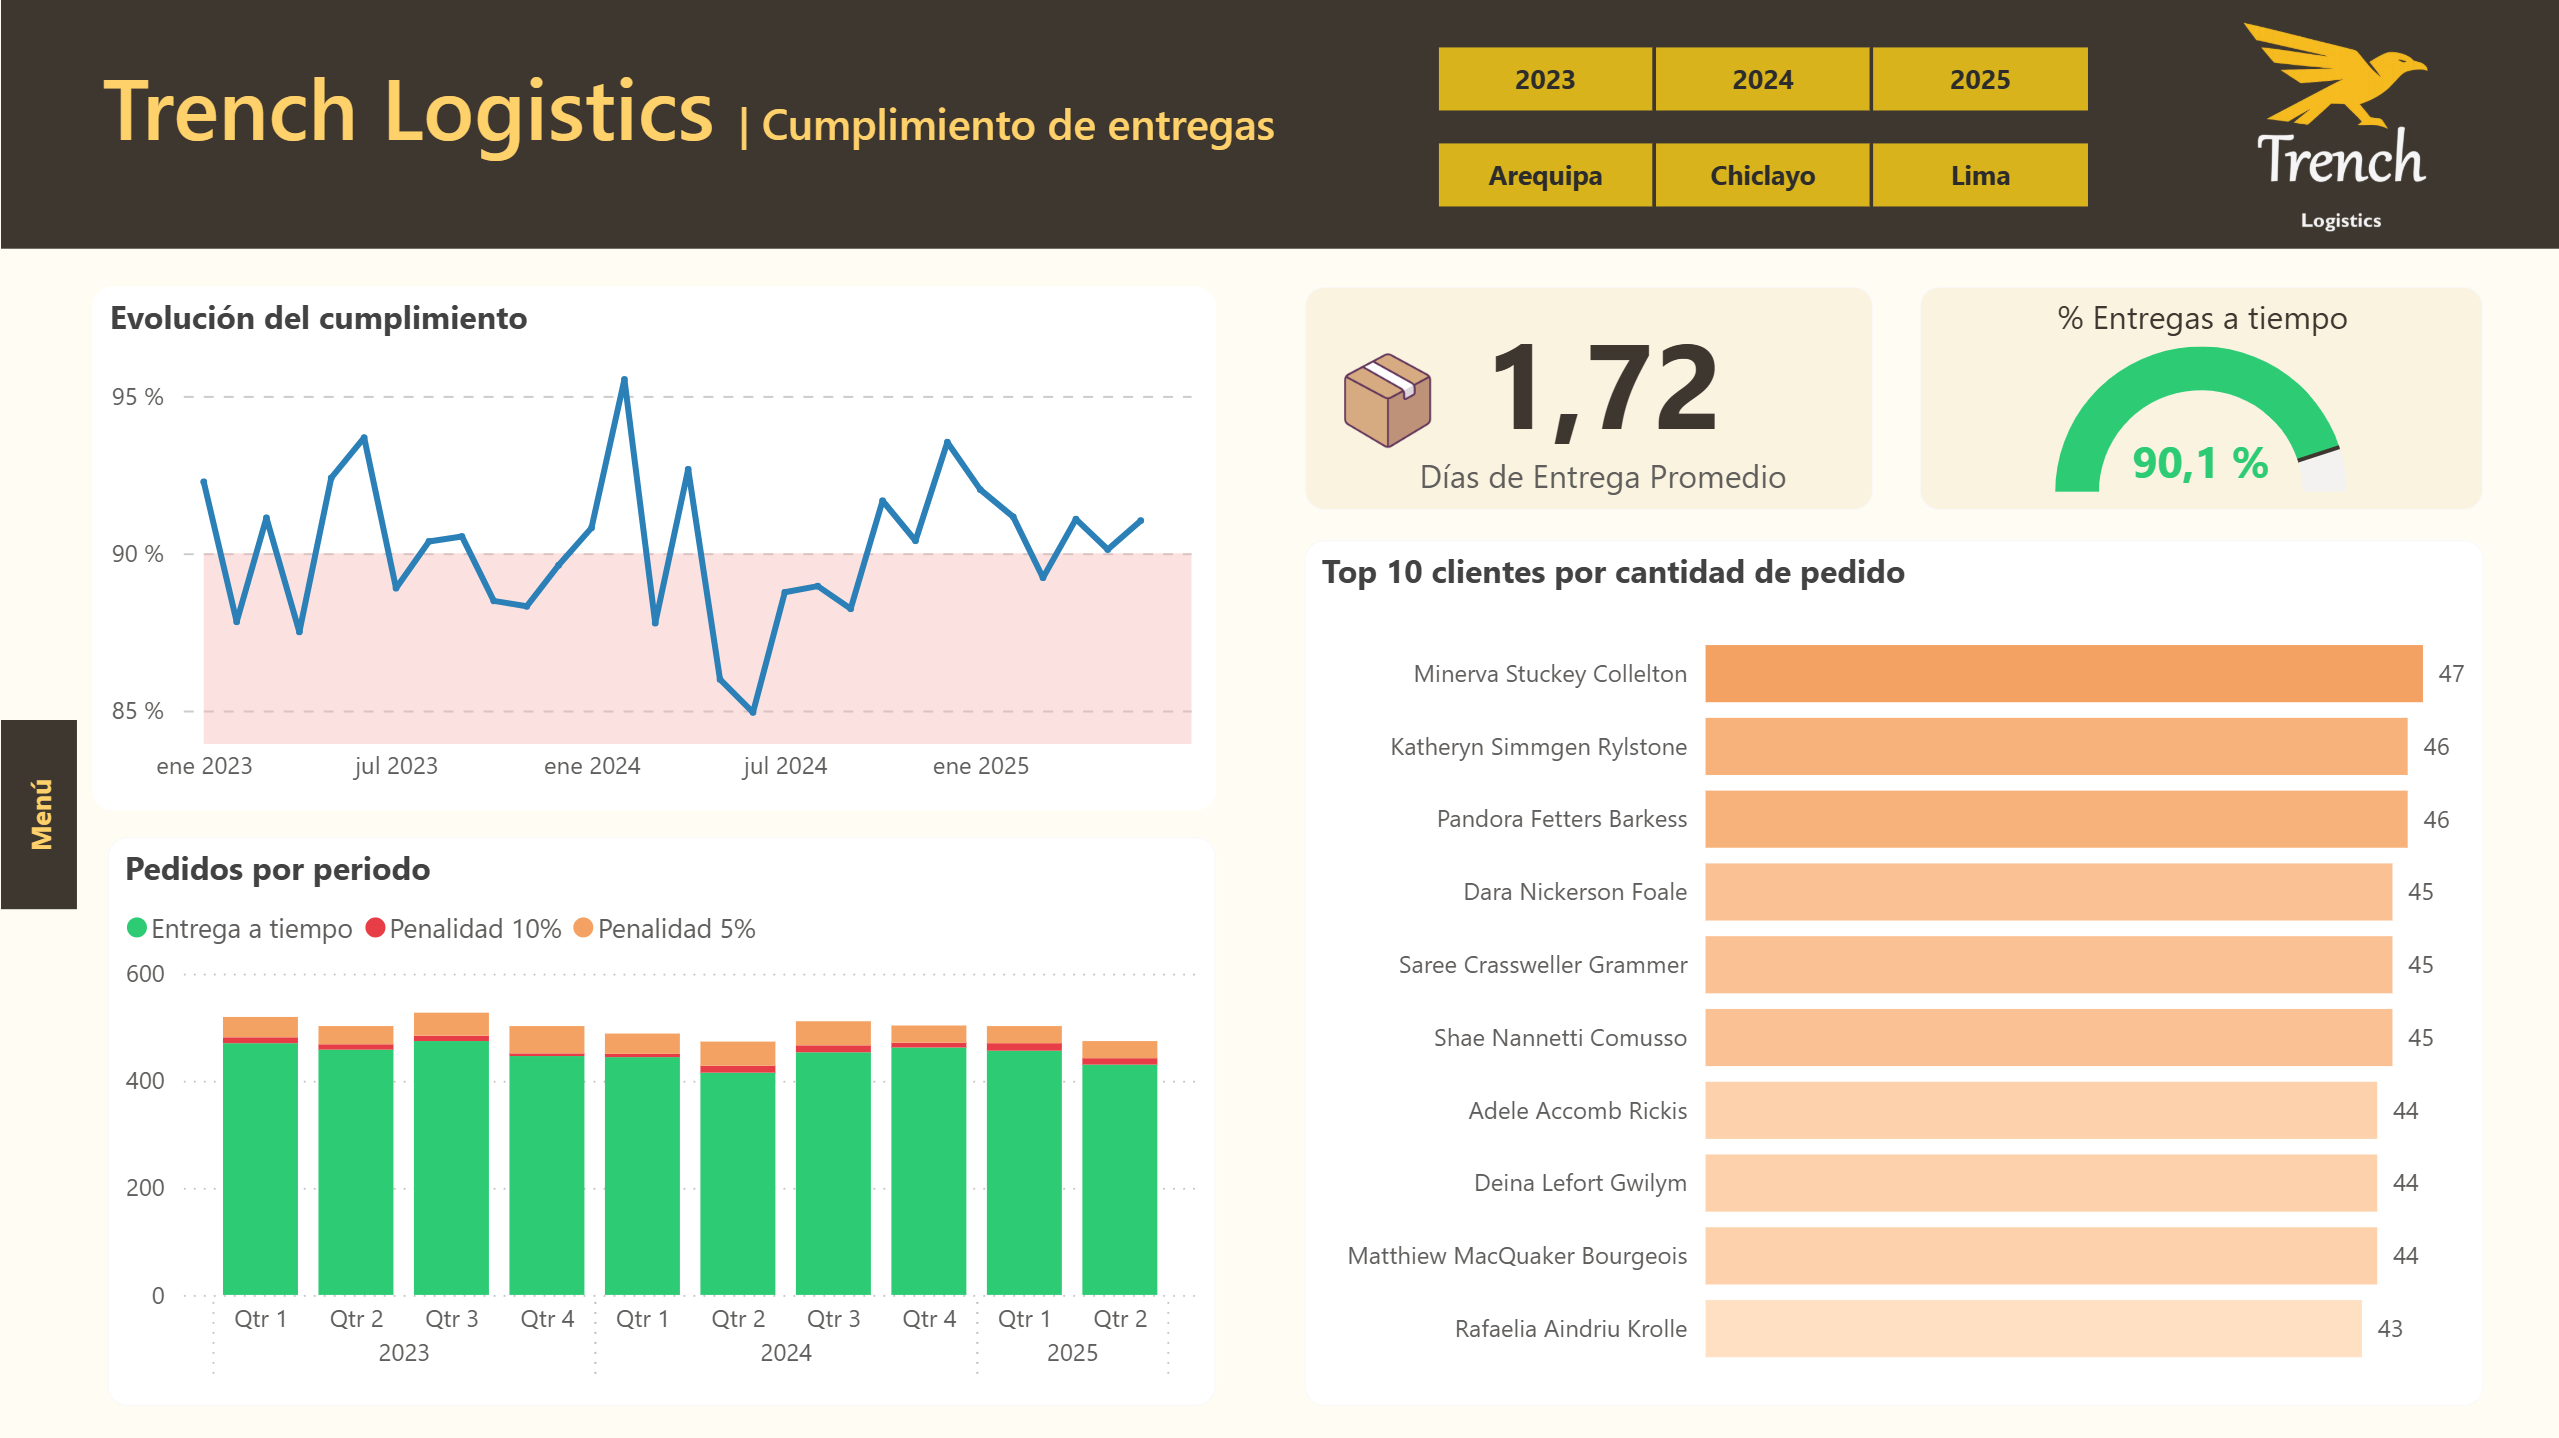 Trench Logistics | Cumplimiento de entregas
2023 2024 2025
Arequipa Chiclayo Lima
Trench
Logistics
Menú
Evolución del cumplimiento
95 %
90 %
85 %
ene 2023 jul 2023 ene 2024 jul 2024 ene 2025
1,72
Días de Entrega Promedio
% Entregas a tiempo
90,1 %
Pedidos por periodo
Entrega a tiempo Penalidad 10% Penalidad 5%
600
400
200
0
Qtr 1 Qtr 2 Qtr 3 Qtr 4 Qtr 1 Qtr 2 Qtr 3 Qtr 4 Qtr 1 Qtr 2
2023 2024 2025
Top 10 clientes por cantidad de pedido
Minerva Stuckey Collelton 47
Katheryn Simmgen Rylstone 46
Pandora Fetters Barkess 46
Dara Nickerson Foale 45
Saree Crassweller Grammer 45
Shae Nannetti Comusso 45
Adele Accomb Rickis 44
Deina Lefort Gwilym 44
Matthiew MacQuaker Bourgeois 44
Rafaelia Aindriu Krolle 43